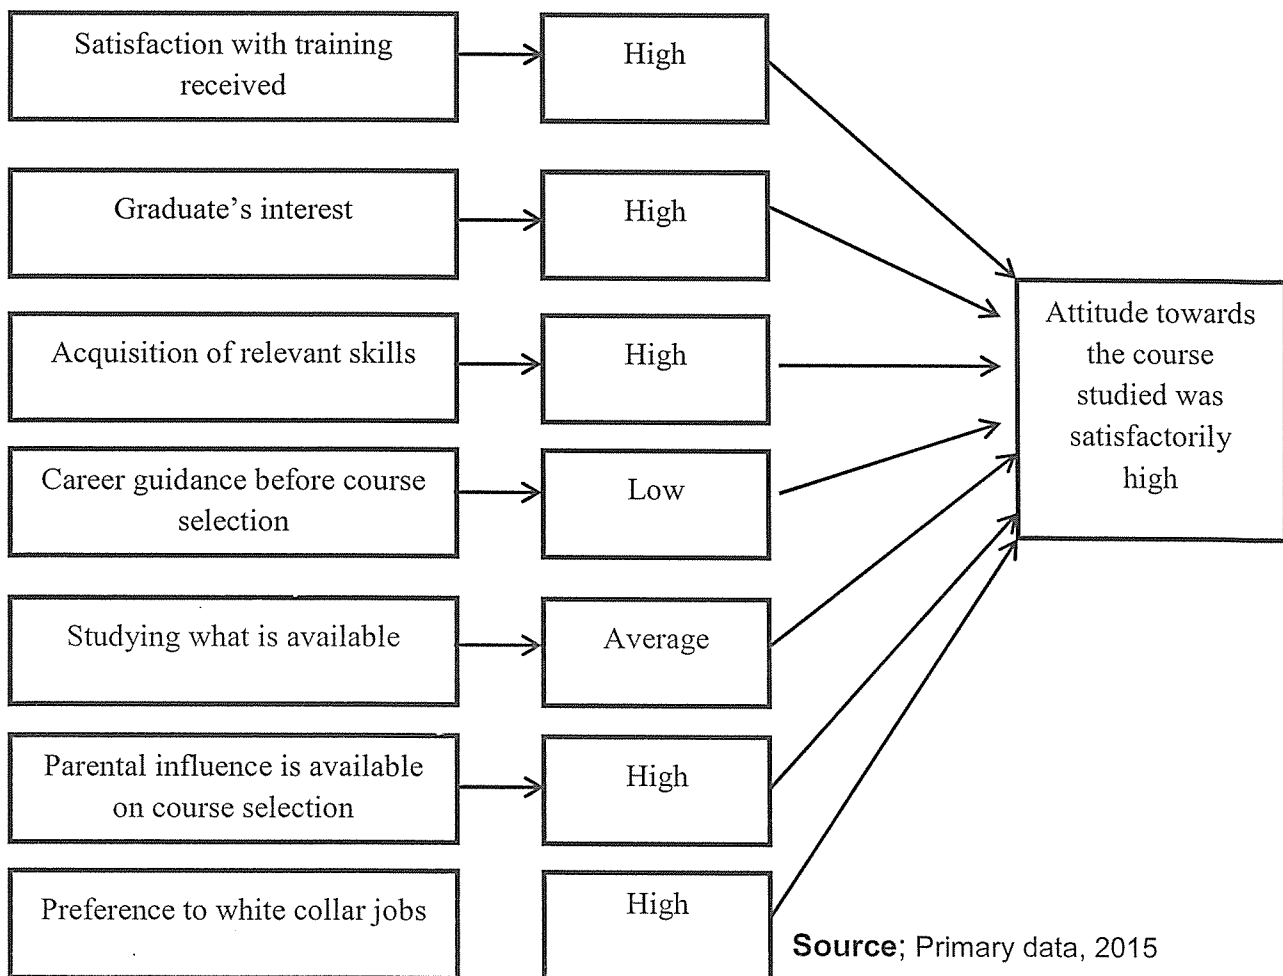 Satisfaction with training
received
High
Graduate's interest
High
Acquisition of relevant skills
High
Career guidance before course
selection
Low
Studying what is available
Average
Parental influence is available
on course selection
High
Preference to white collar jobs
High
Attitude towards
the course
studied was
satisfactorily
high
Source; Primary data, 2015